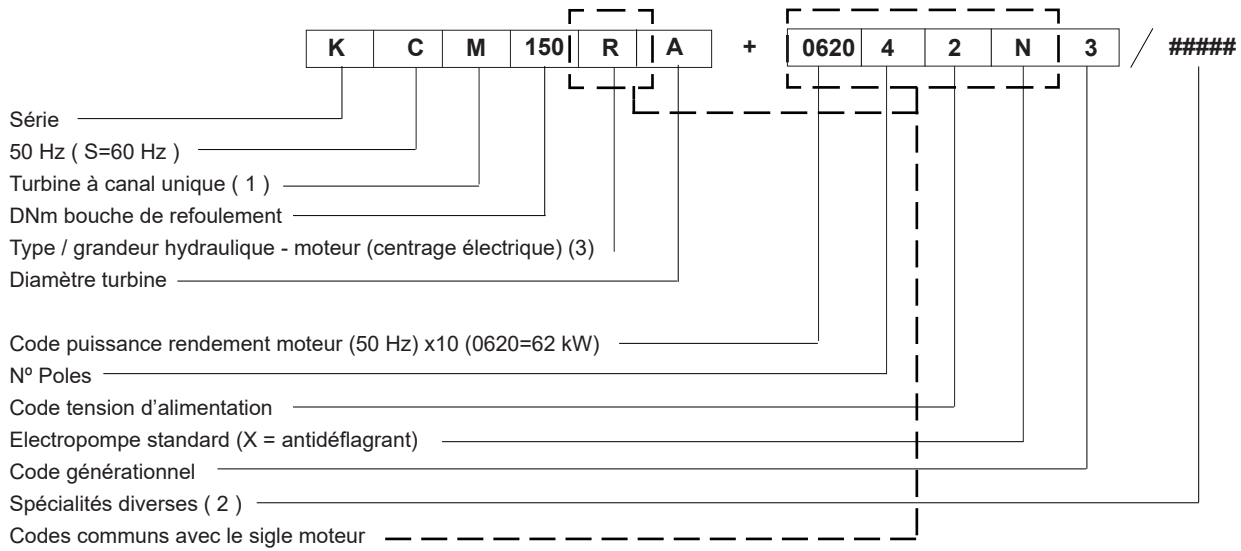 K C M 150 R A + 0620 4 2 N 3 / #####
Série
50 Hz ( S=60 Hz )
Turbine à canal unique ( 1 )
DNm bouche de refoulement
Type / grandeur hydraulique - moteur (centrage électrique) (3)
Diamètre turbine
Code puissance rendement moteur (50 Hz) x10 (0620=62 kW)
Nº Poles
Code tension d’alimentation
Electropompe standard (X = antidéflagrant)
Code générationnel
Spécialités diverses ( 2 )
Codes communs avec le sigle moteur